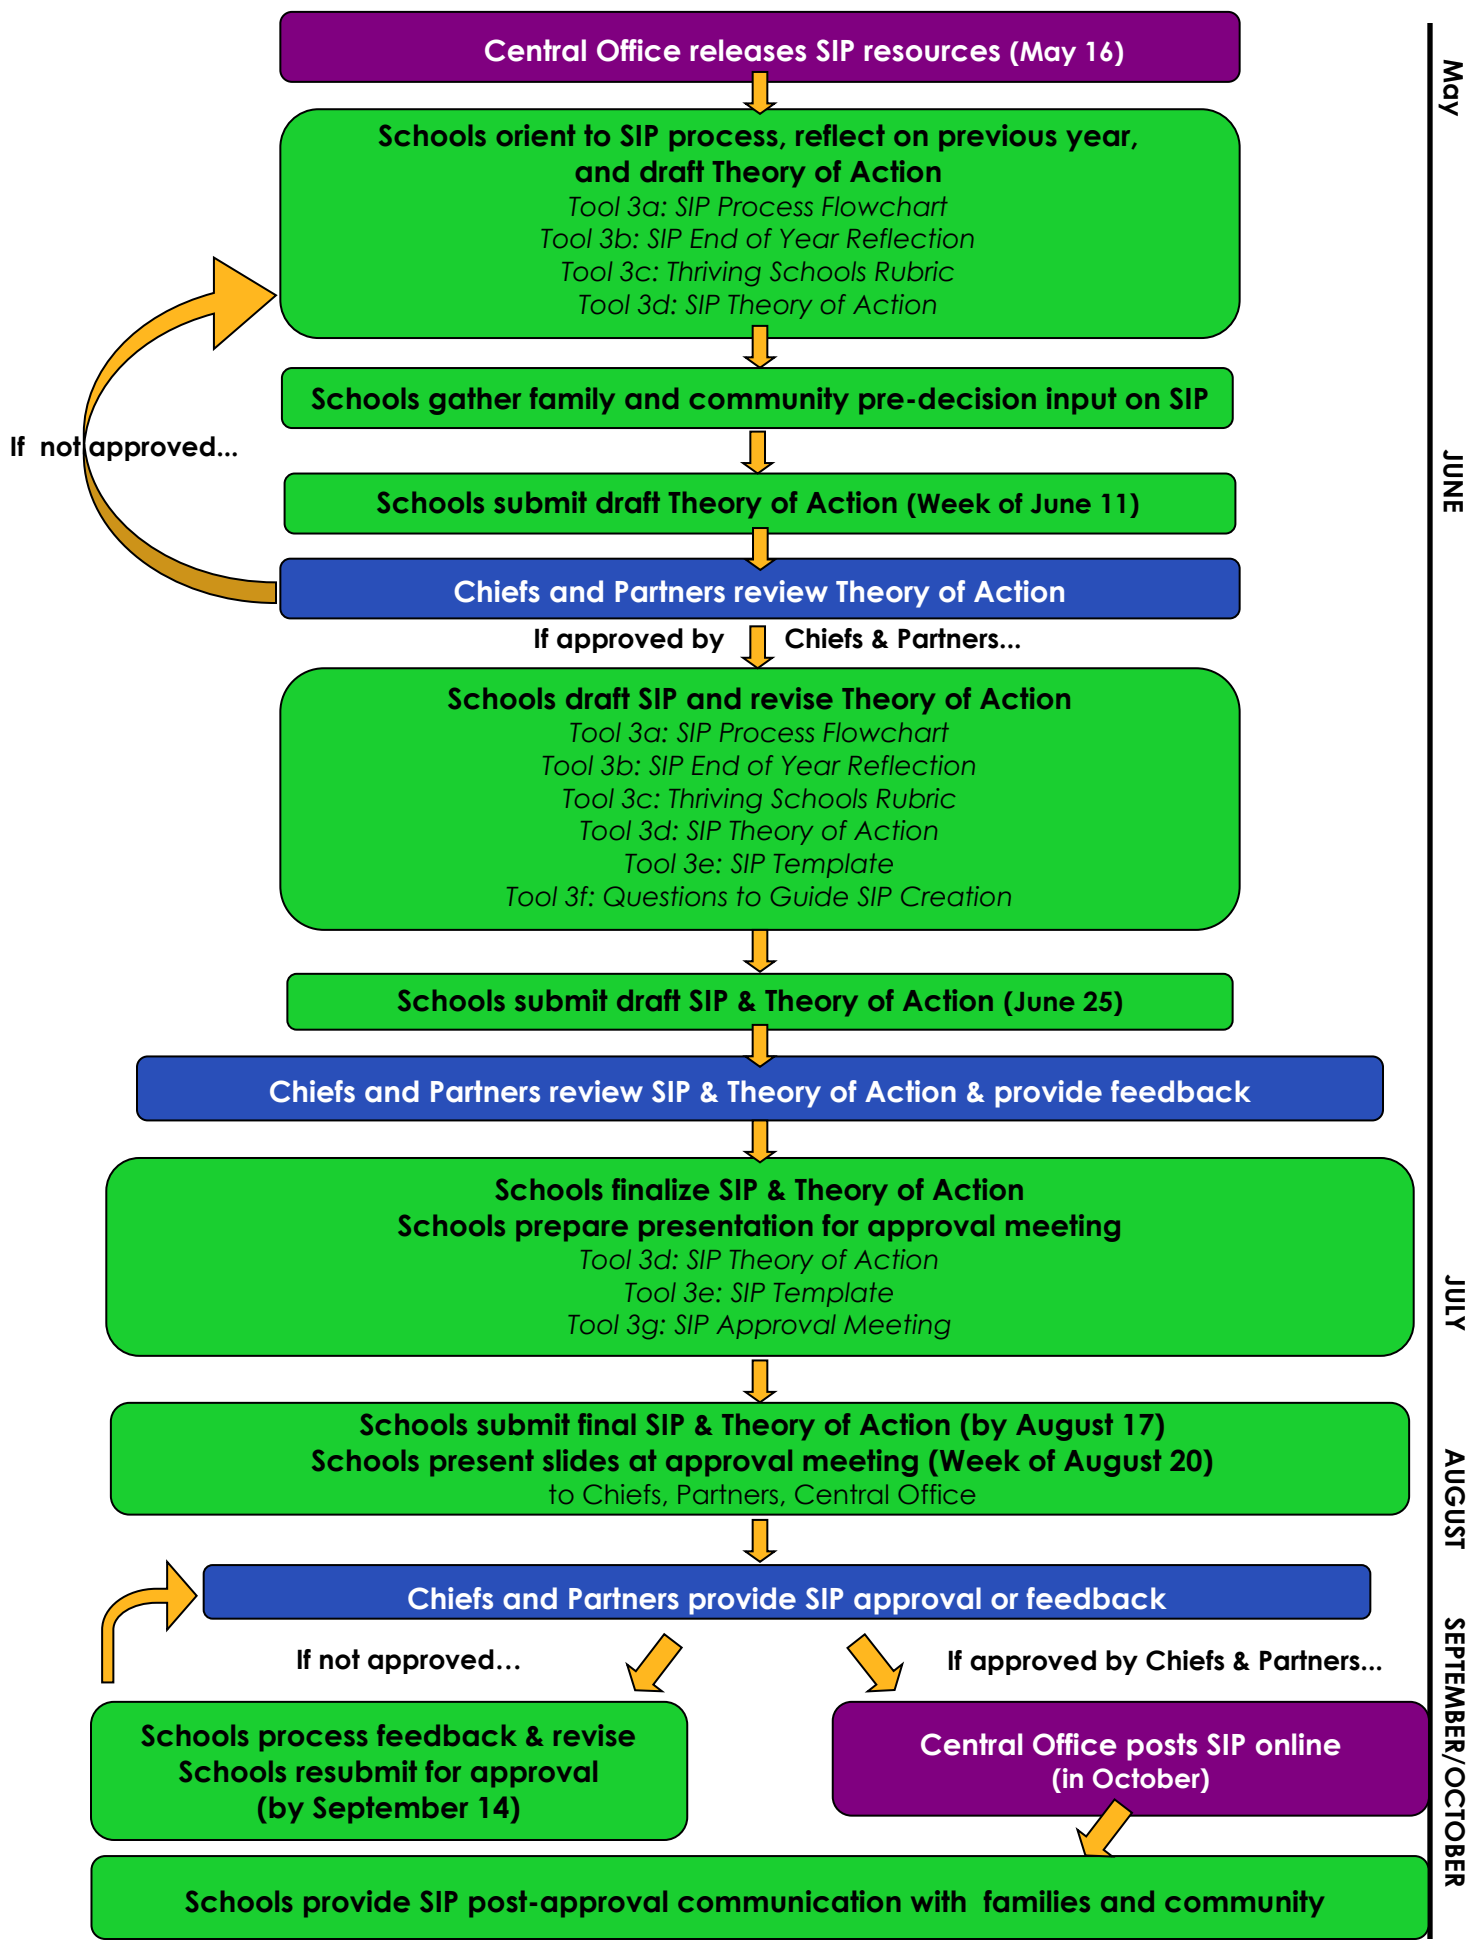 Central Office releases SIP resources (May 16)
May
Schools orient to SIP process, reflect on previous year,
and draft Theory of Action
Tool 3a: SIP Process Flowchart
Tool 3b: SIP End of Year Reflection
Tool 3c: Thriving Schools Rubric
Tool 3d: SIP Theory of Action
Schools gather family and community pre-decision input on SIP
If  not approved...
JUNE
Schools submit draft Theory of Action (Week of June 11)
Chiefs and Partners review Theory of Action
If approved by Chiefs & Partners...
Schools draft SIP and revise Theory of Action
Tool 3a: SIP Process Flowchart
Tool 3b: SIP End of Year Reflection
Tool 3c: Thriving Schools Rubric
Tool 3d: SIP Theory of Action
Tool 3e: SIP Template
Tool 3f: Questions to Guide SIP Creation
Schools submit draft SIP & Theory of Action (June 25)
Chiefs and Partners review SIP & Theory of Action & provide feedback
Schools finalize SIP & Theory of Action
Schools prepare presentation for approval meeting
Tool 3d: SIP Theory of Action
Tool 3e: SIP Template
Tool 3g: SIP Approval Meeting
JULY
Schools submit final SIP & Theory of Action (by August 17)
Schools present slides at approval meeting (Week of August 20)
to Chiefs, Partners, Central Office
AUGUST
Chiefs and Partners provide SIP approval or feedback
If not approved…
If approved by Chiefs & Partners...
SEPTEMBER/OCTOBER
Schools process feedback & revise
Schools resubmit for approval
(by September 14)
Central Office posts SIP online
(in October)
Schools provide SIP post-approval communication with  families and community